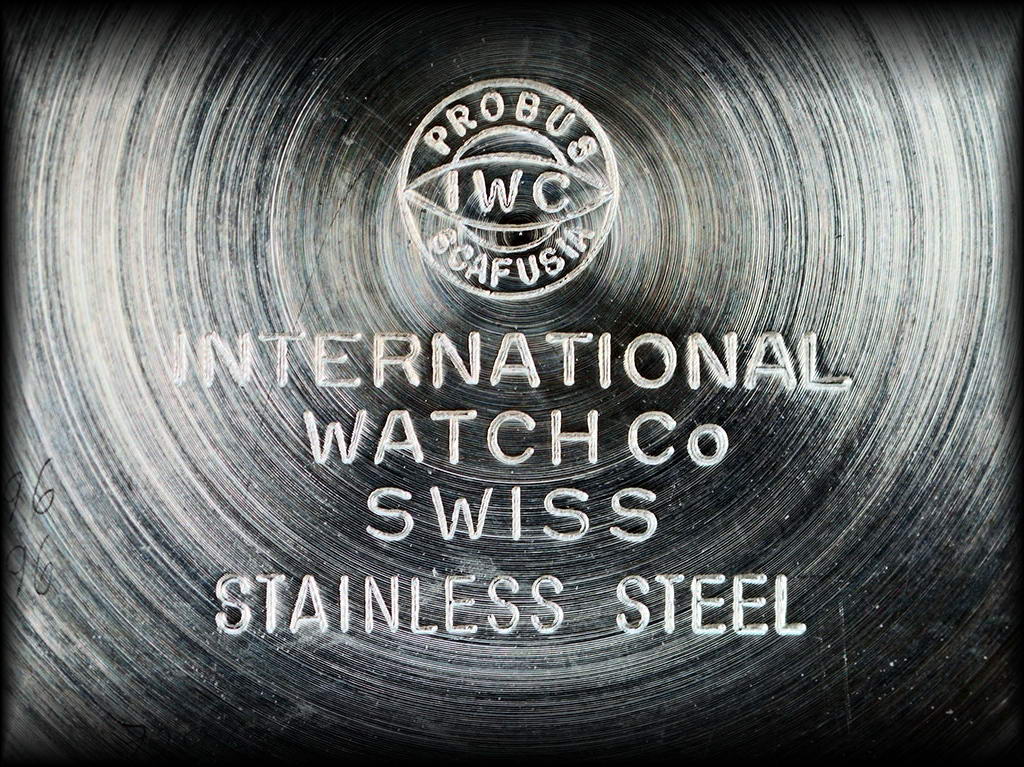 PROBUS
IWC
SCAFUSIA
INTERNATIONAL
WATCH Co
SWISS
STAINLESS STEEL